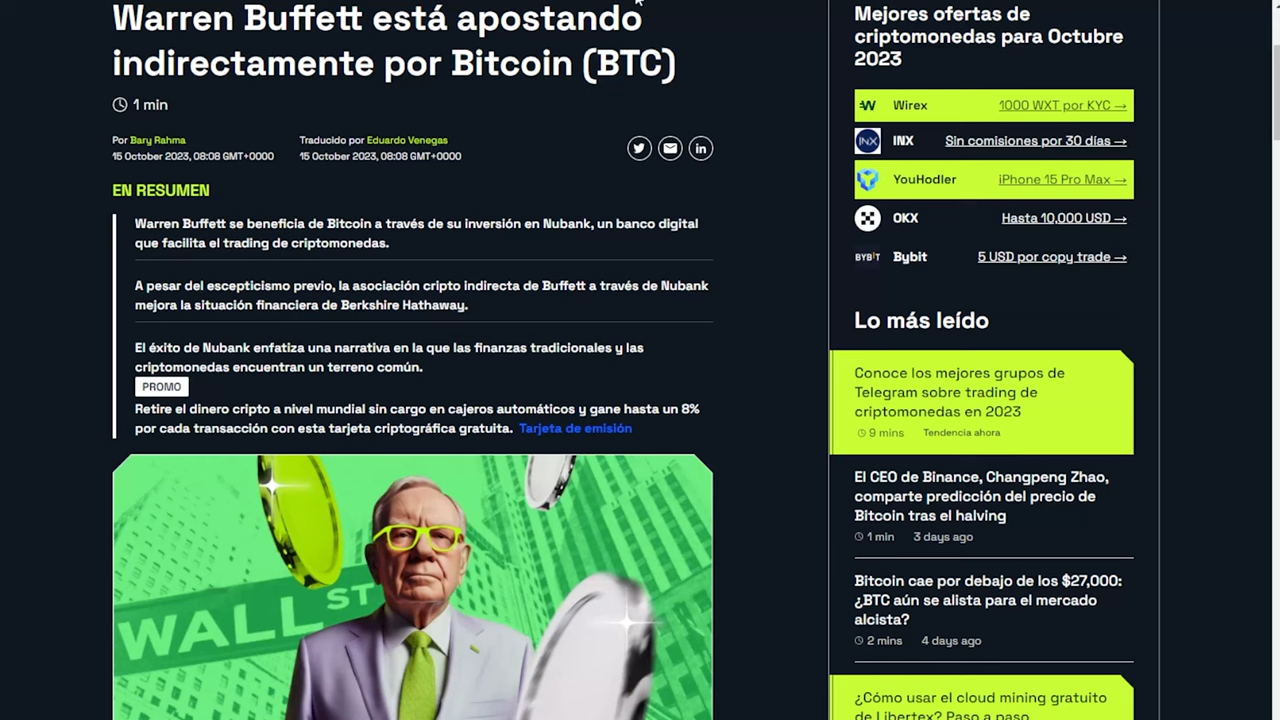 Warren Buffett está apostando
indirectamente por Bitcoin (BTC)
1 min
Por Bary Rahma
15 October 2023, 08:08 GMT+0000
Traducido por Eduardo Venegas
15 October 2023, 08:08 GMT+0000
EN RESUMEN
Warren Buffett se beneficia de Bitcoin a través de su inversión en Nubank, un banco digital
que facilita el trading de criptomonedas.
A pesar del escepticismo previo, la asociación cripto indirecta de Buffett a través de Nubank
mejora la situación financiera de Berkshire Hathaway.
El éxito de Nubank enfatiza una narrativa en la que las finanzas tradicionales y las
criptomonedas encuentran un terreno común.
PROMO
Retire el dinero cripto a nivel mundial sin cargo en cajeros automáticos y gane hasta un 8%
por cada transacción con esta tarjeta criptográfica gratuita. Tarjeta de emisión
WALL ST
Mejores ofertas de
criptomonedas para Octubre
2023
Wirex 1000 WXT por KYC →
INX INX Sin comisiones por 30 días →
YouHodler iPhone 15 Pro Max →
OKX Hasta 10,000 USD →
BYBIT Bybit 5 USD por copy trade →
Lo más leído
Conoce los mejores grupos de
Telegram sobre trading de
criptomonedas en 2023
9 mins Tendencia ahora
El CEO de Binance, Changpeng Zhao,
comparte predicción del precio de
Bitcoin tras el halving
1 min 3 days ago
Bitcoin cae por debajo de los $27,000:
¿BTC aún se alista para el mercado
alcista?
2 mins 4 days ago
¿Cómo usar el cloud mining gratuito
de Libertex? Paso a paso